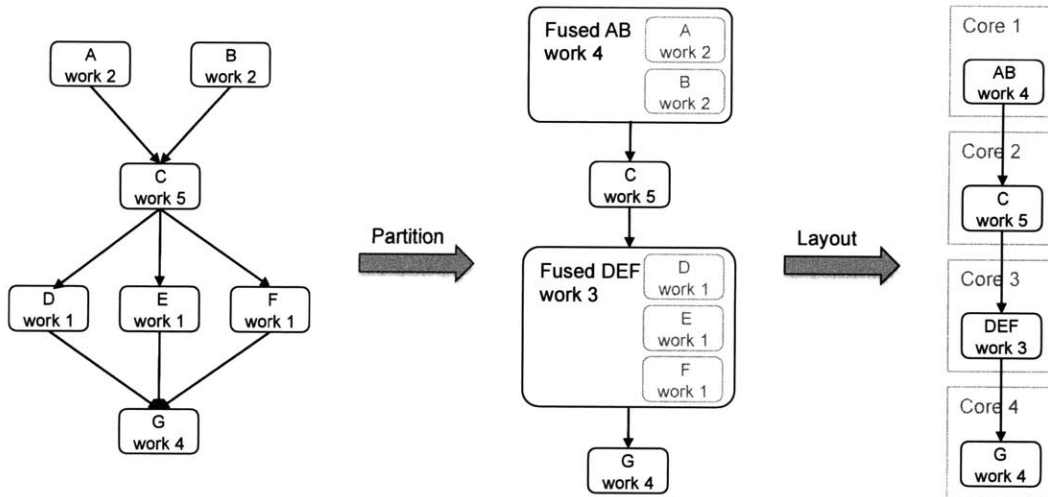 A
work 2
B
work 2
C
work 5
D
work 1
E
work 1
F
work 1
G
work 4
Partition
Fused AB
work 4
A
work 2
B
work 2
C
work 5
Fused DEF
work 3
D
work 1
E
work 1
F
work 1
G
work 4
Layout
Core 1
AB
work 4
Core 2
C
work 5
Core 3
DEF
work 3
Core 4
G
work 4